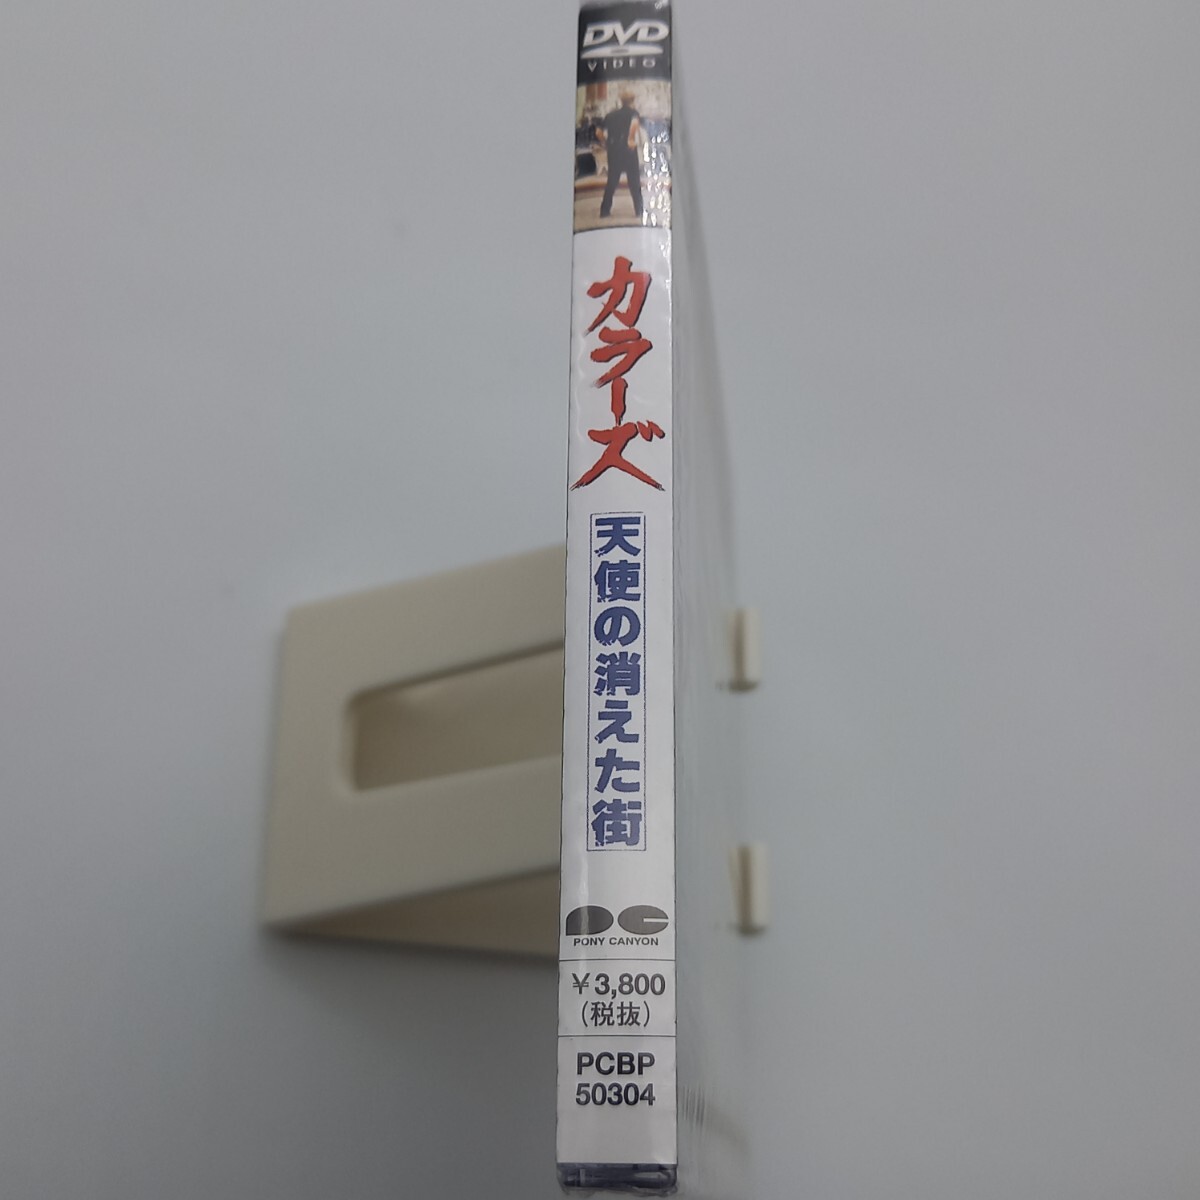 DVD
VIDEO
カラーズ
天使の消えた街
PONY CANYON
¥3,800
(税抜)
PCBP
50304